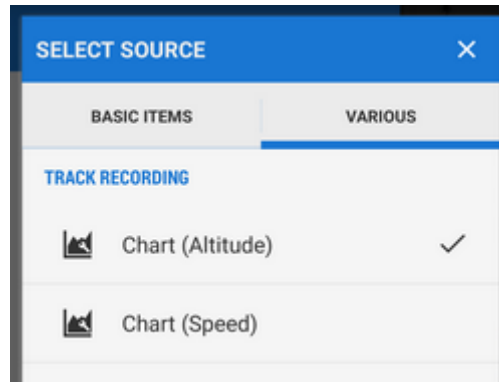 SELECT SOURCE
BASIC ITEMS VARIOUS
TRACK RECORDING
Chart (Altitude)
Chart (Speed)